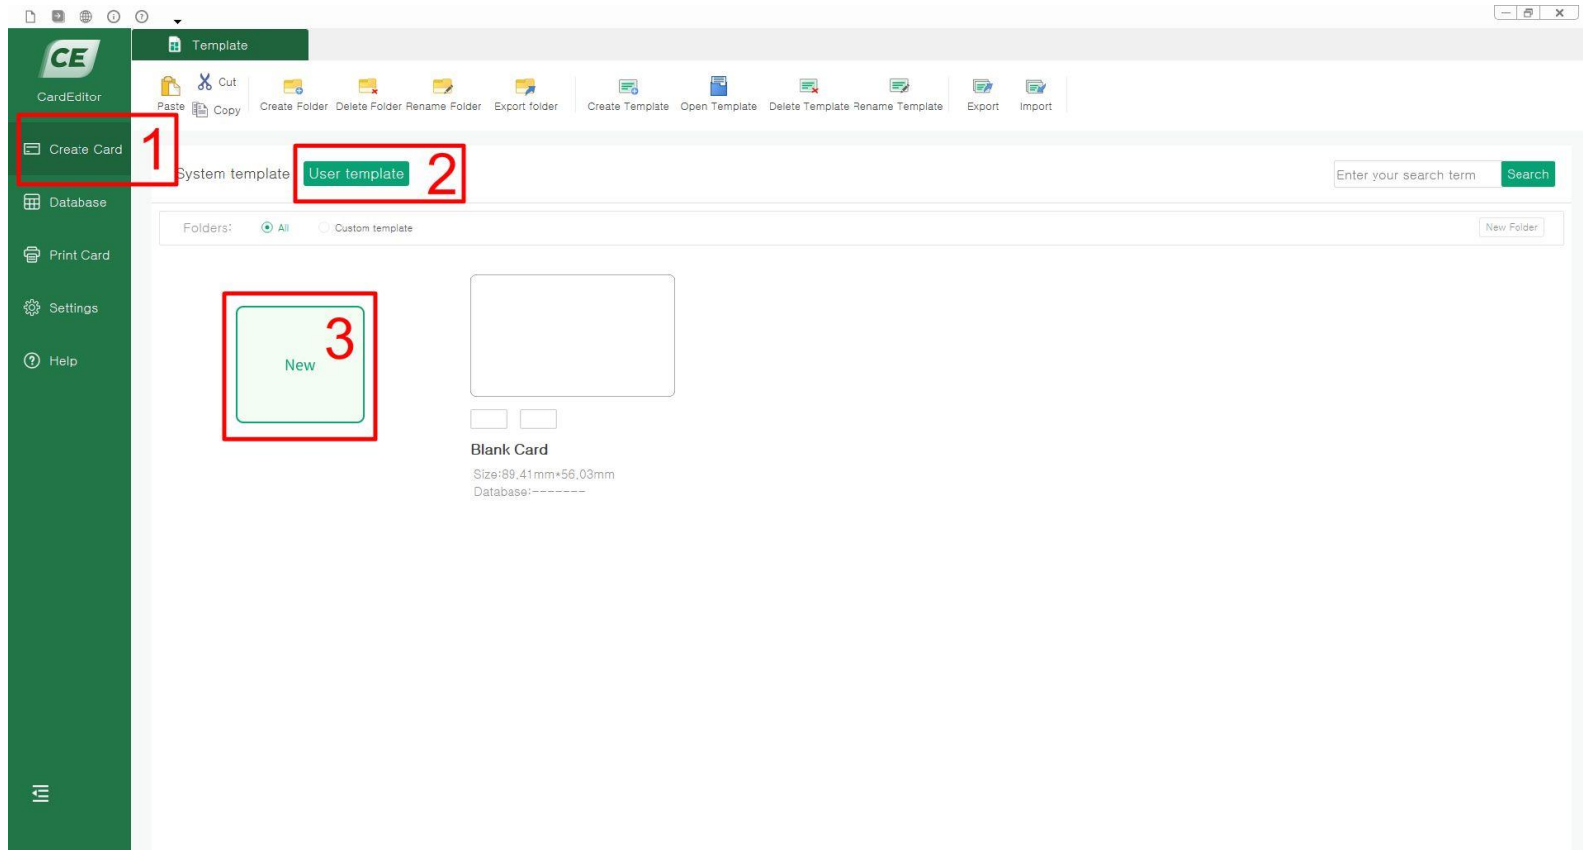 CE
CardEditor
Template
Paste
Cut
Copy
Create Folder
Delete Folder
Rename Folder
Export folder
Create Template
Open Template
Delete Template
Rename Template
Export
Import
Create Card
1
Database
Print Card
Settings
Help
System template
User template
2
Enter your search term
Search
Folders:
All
Custom template
New Folder
New
3
Blank Card
Size:89.41mm*56.03mm
Database:-------